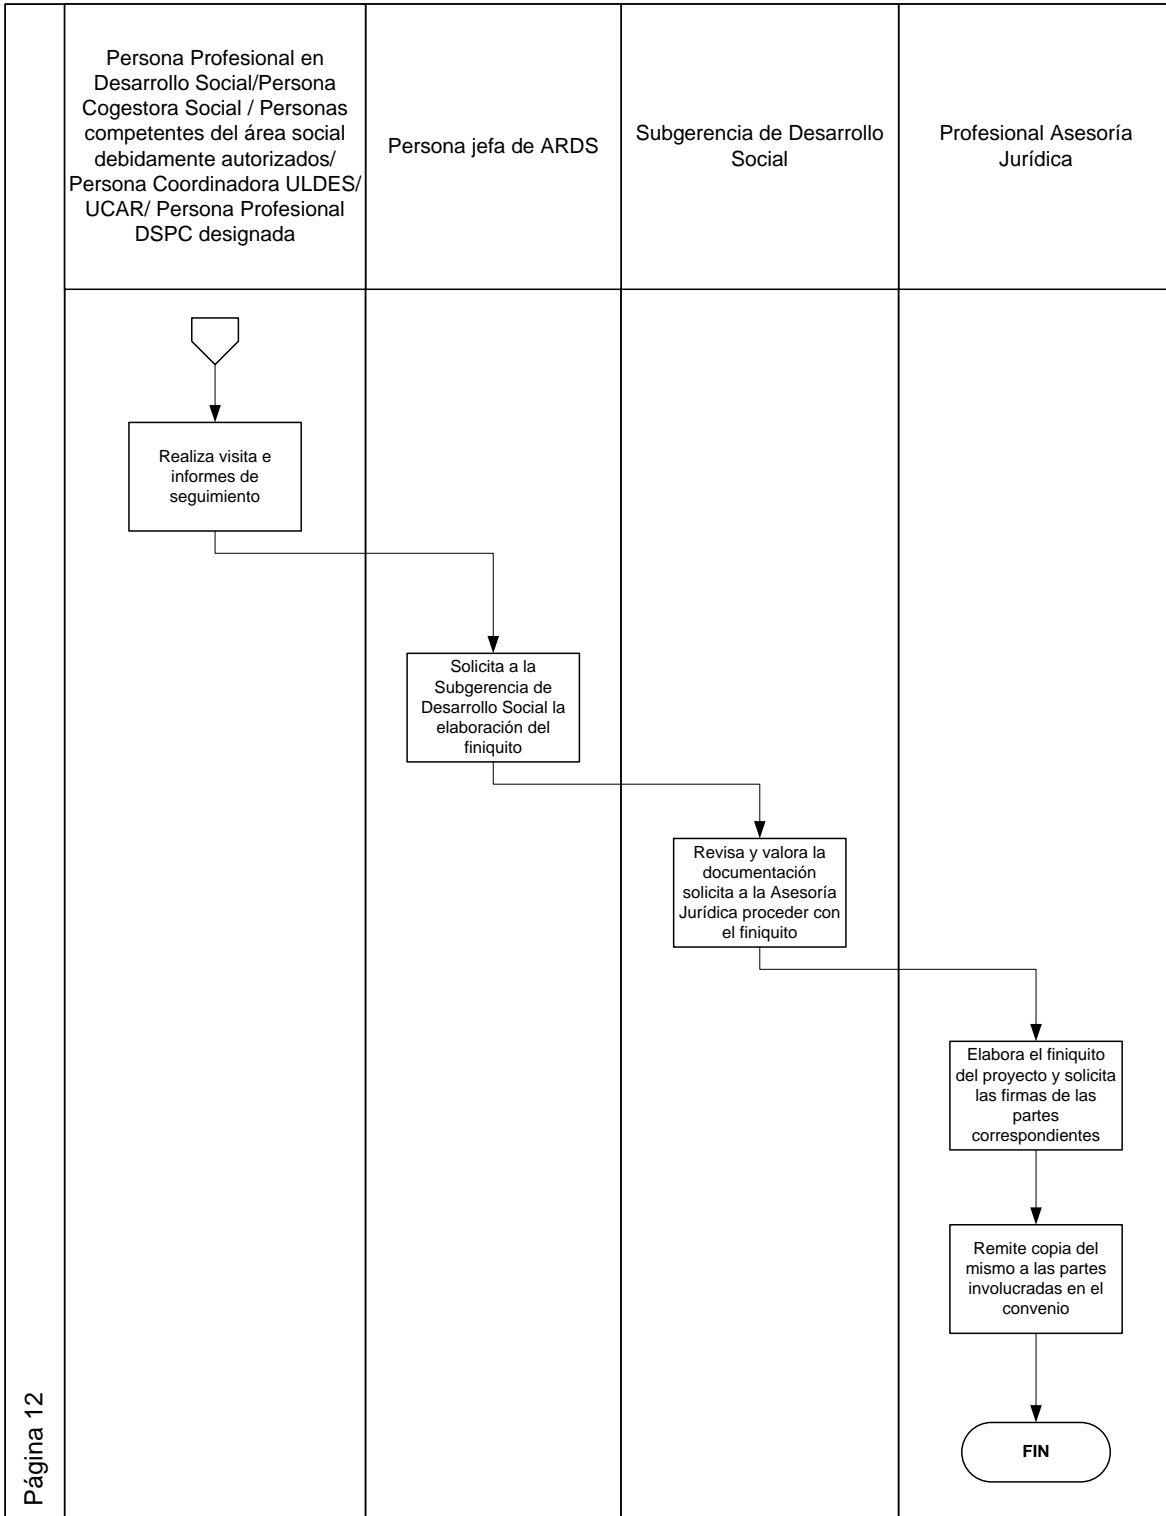 Persona Profesional en
Desarrollo Social/Persona
Cogestora Social / Personas
competentes del área social
debidamente autorizados/
Persona Coordinadora ULDES/
UCAR/ Persona Profesional
DSPC designada
Persona jefa de ARDS
Subgerencia de Desarrollo
Social
Profesional Asesoría
Jurídica
Realiza visita e
informes de
seguimiento
Solicita a la
Subgerencia de
Desarrollo Social la
elaboración del
finiquito
Revisa y valora la
documentación
solicita a la Asesoría
Jurídica proceder con
el finiquito
Elabora el finiquito
del proyecto y solicita
las firmas de las
partes
correspondientes
Remite copia del
mismo a las partes
involucradas en el
convenio
FIN
Página 12